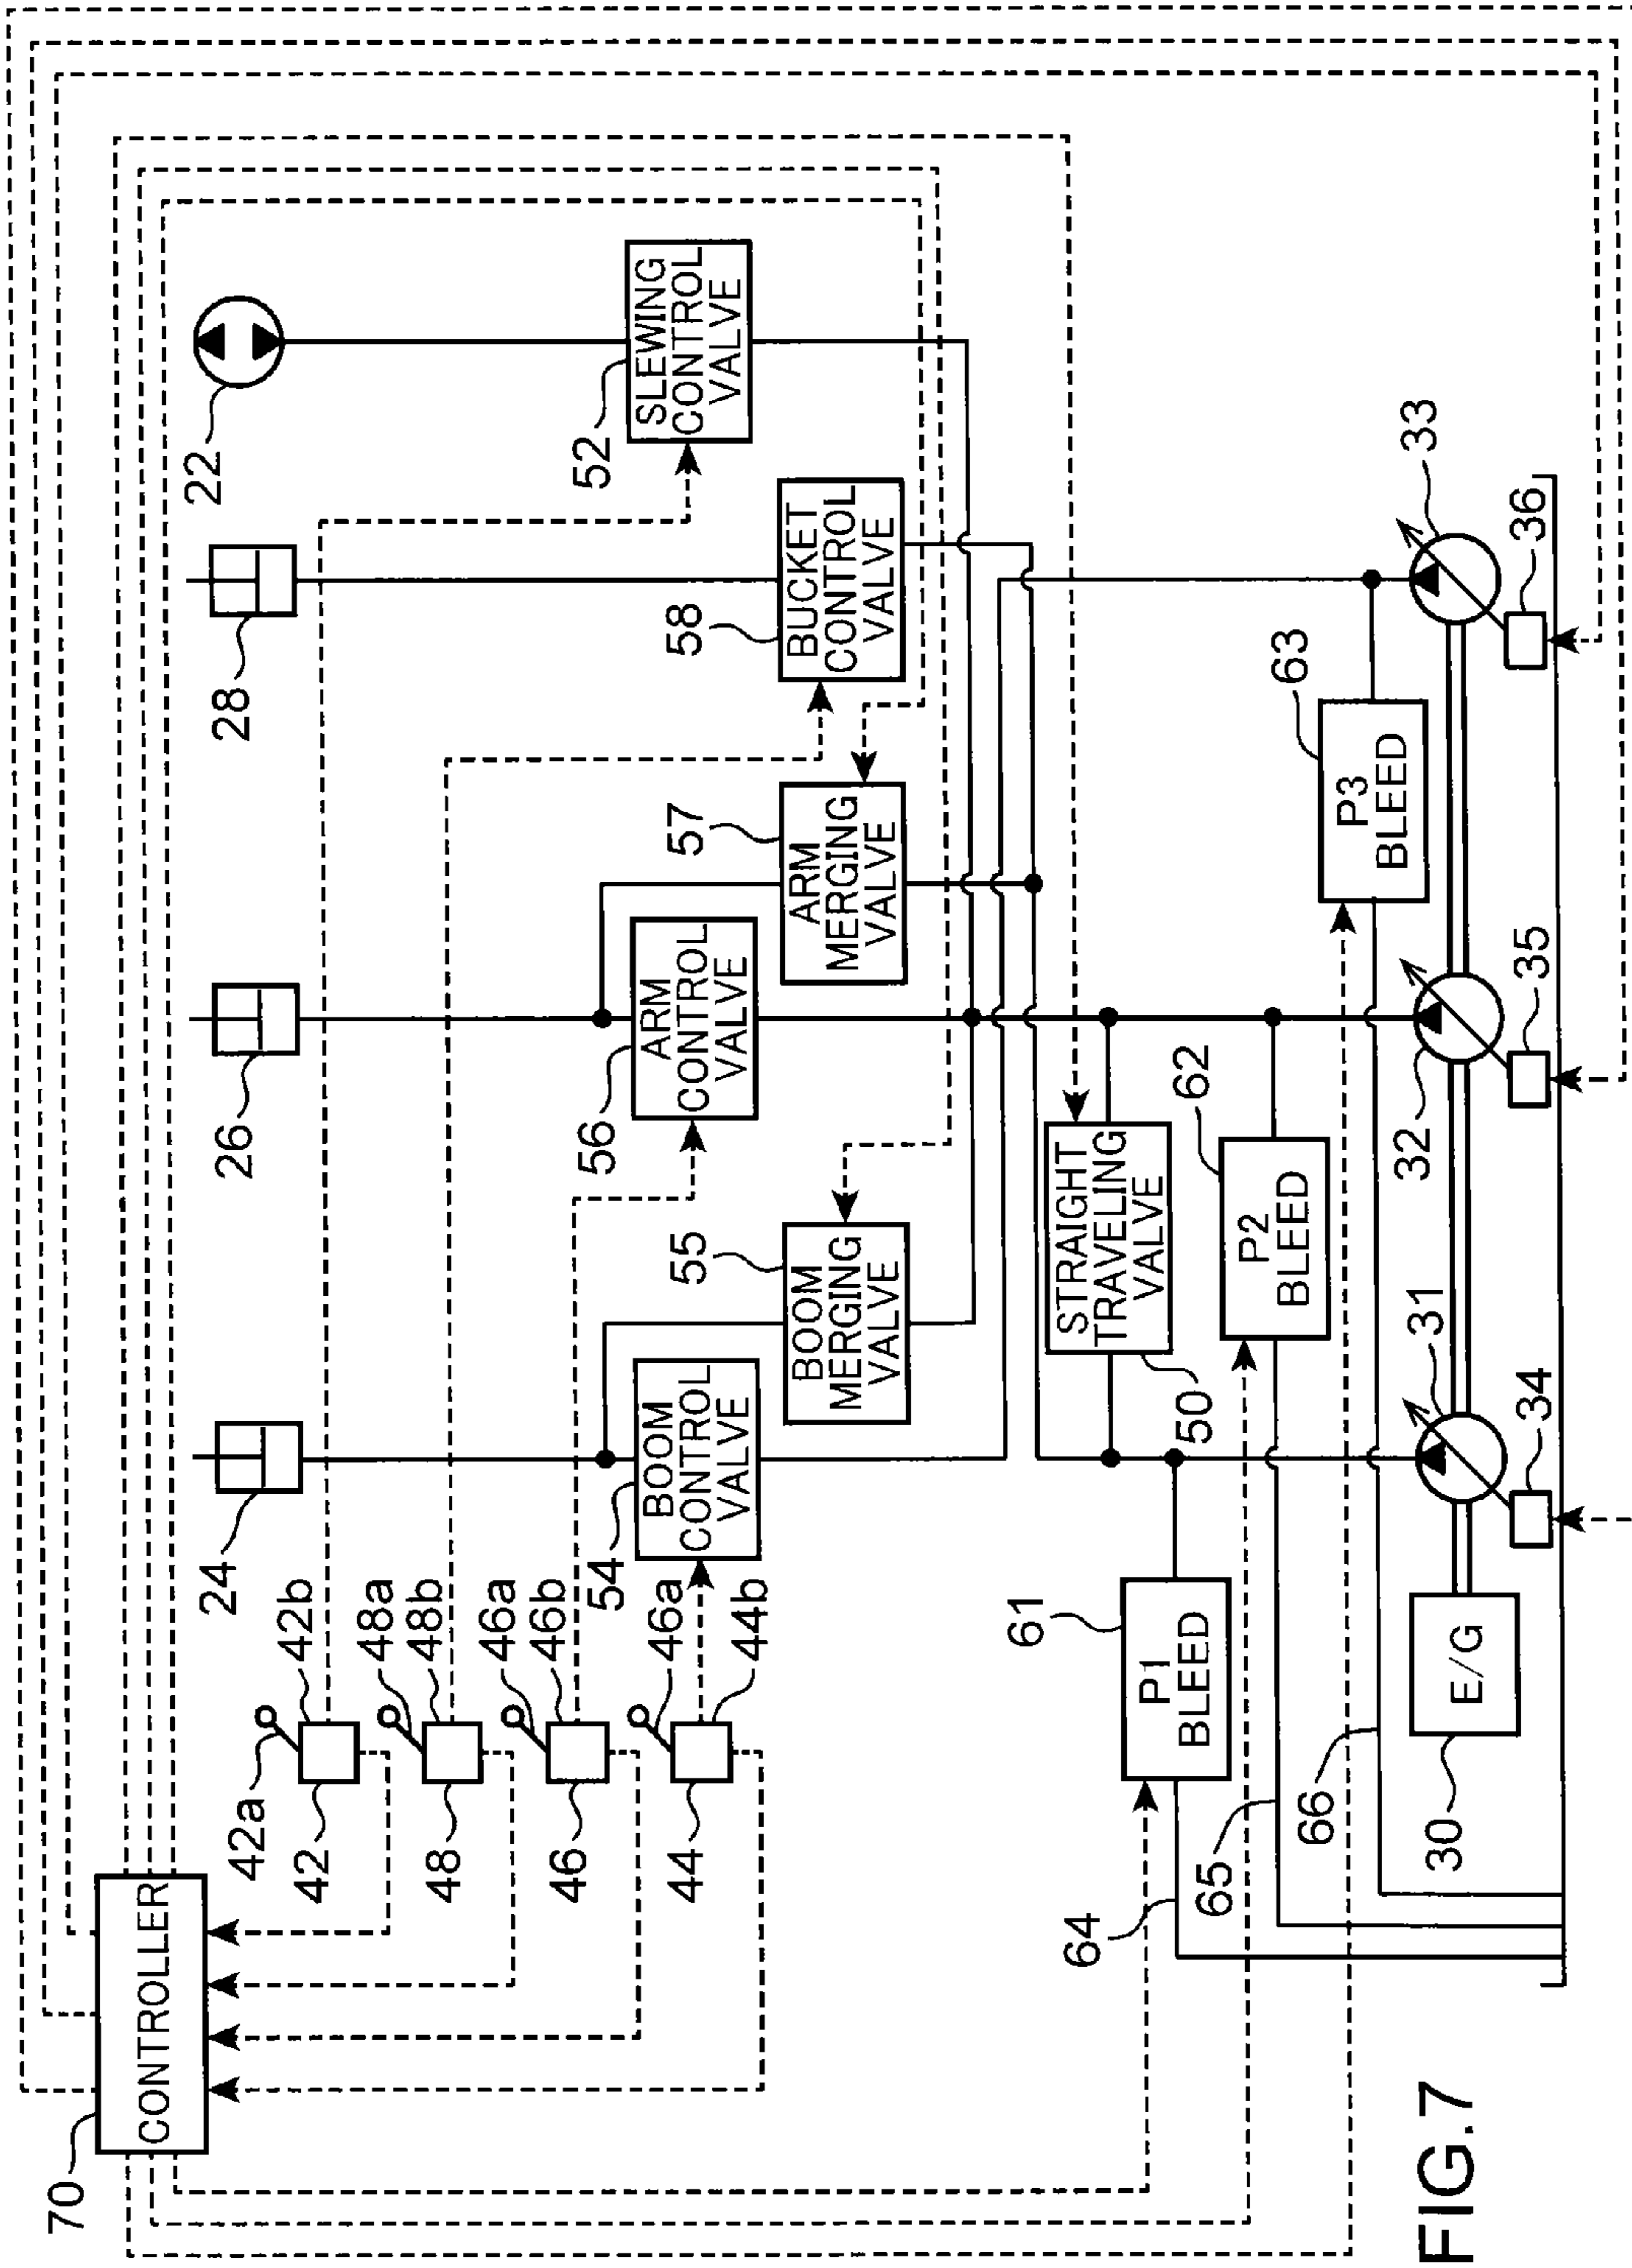 70
CONTROLLER
42a
42
42b
48a
48
48b
46a
46
46b
46a
44
44b
24
26
28
22
54
BOOM
CONTROL
VALVE
55
BOOM
MERGING
VALVE
56
ARM
CONTROL
VALVE
57
ARM
MERGING
VALVE
58
BUCKET
CONTROL
VALVE
52
SLEWING
CONTROL
VALVE
STRAIGHT
TRAVELING
VALVE
50
61
P1
BLEED
62
P2
BLEED
63
P3
BLEED
64
65
66
30
E/G
31
34
32
35
33
36
FIG.7